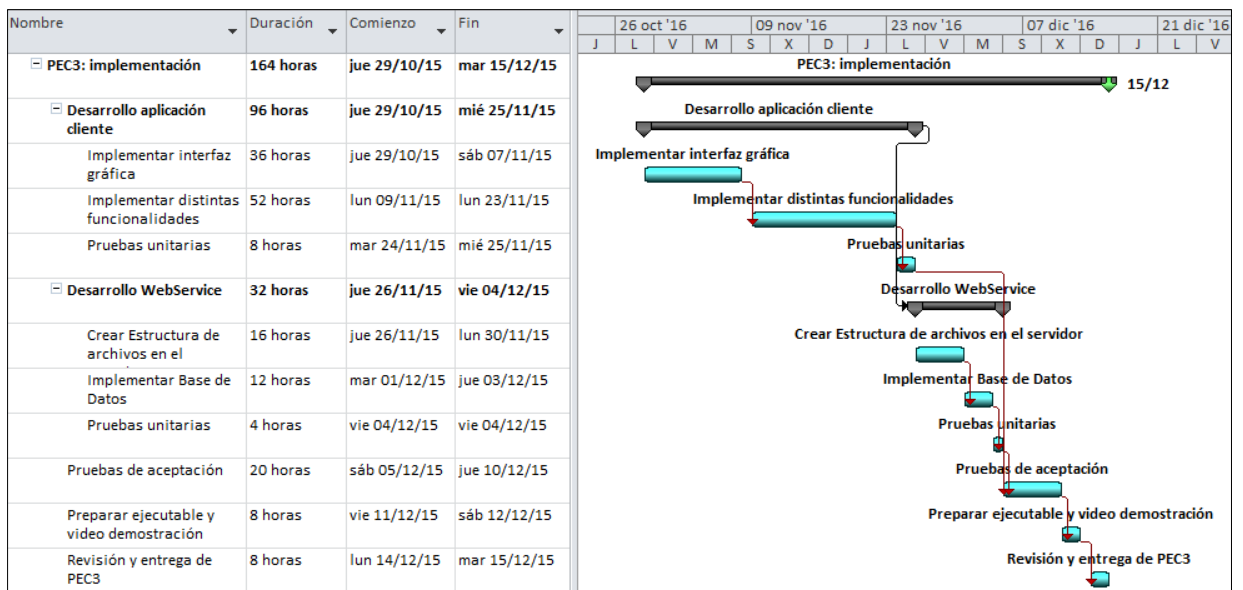 Nombre Duración Comienzo Fin
26 oct '16 09 nov '16 23 nov '16 07 dic '16 21 dic '16
J L V M S X D J L V M S X D J L V
PEC3: implementación 164 horas jue 29/10/15 mar 15/12/15
Desarrollo aplicación 96 horas jue 29/10/15 mié 25/11/15
cliente
Implementar interfaz 36 horas jue 29/10/15 sáb 07/11/15
gráfica
Implementar distintas 52 horas lun 09/11/15 lun 23/11/15
funcionalidades
Pruebas unitarias 8 horas mar 24/11/15 mié 25/11/15
Desarrollo WebService 32 horas jue 26/11/15 vie 04/12/15
Crear Estructura de 16 horas jue 26/11/15 lun 30/11/15
archivos en el
Implementar Base de 12 horas mar 01/12/15 jue 03/12/15
Datos
Pruebas unitarias 4 horas vie 04/12/15 vie 04/12/15
Pruebas de aceptación 20 horas sáb 05/12/15 jue 10/12/15
Preparar ejecutable y 8 horas vie 11/12/15 sáb 12/12/15
video demostración
Revisión y entrega de 8 horas lun 14/12/15 mar 15/12/15
PEC3
PEC3: implementación
15/12
Desarrollo aplicación cliente
Implementar interfaz gráfica
Implementar distintas funcionalidades
Pruebas unitarias
Desarrollo WebService
Crear Estructura de archivos en el servidor
Implementar Base de Datos
Pruebas unitarias
Pruebas de aceptación
Preparar ejecutable y video demostración
Revisión y entrega de PEC3